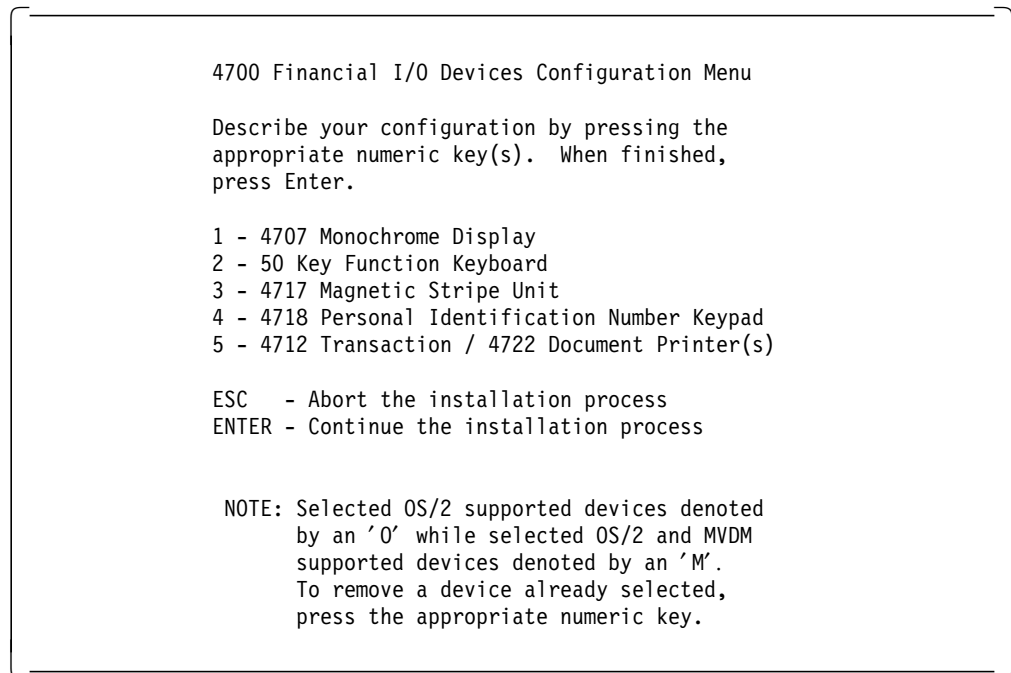 4700 Financial I/O Devices Configuration Menu
Describe your configuration by pressing the
appropriate numeric key(s).  When finished,
press Enter.
1 - 4707 Monochrome Display
2 - 50 Key Function Keyboard
3 - 4717 Magnetic Stripe Unit
4 - 4718 Personal Identification Number Keypad
5 - 4712 Transaction / 4722 Document Printer(s)
ESC   - Abort the installation process
ENTER - Continue the installation process
NOTE: Selected OS/2 supported devices denoted
by an ′O′ while selected OS/2 and MVDM
supported devices denoted by an ′M′.
To remove a device already selected,
press the appropriate numeric key.